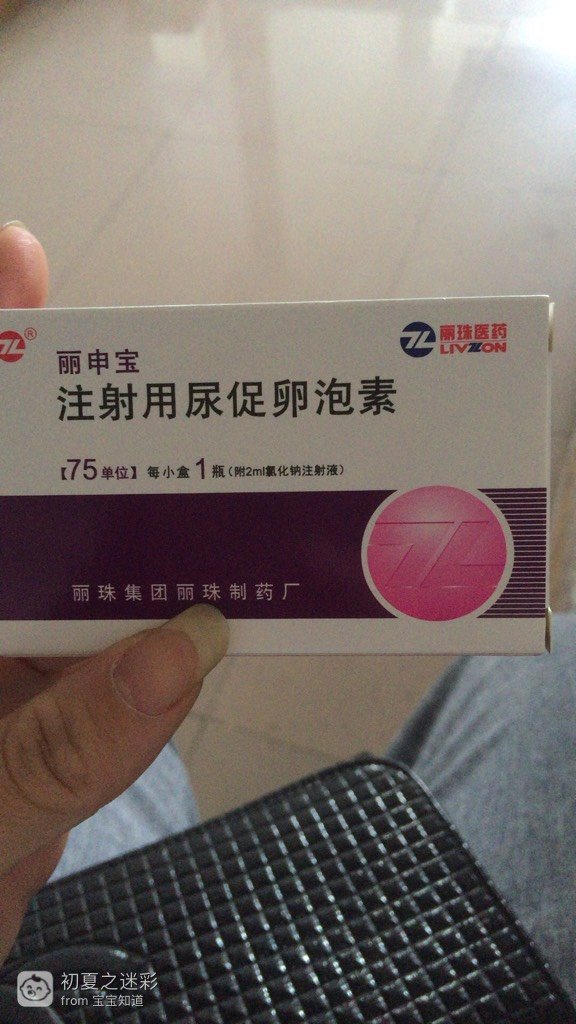 ®
丽珠医药
LIVZON
丽申宝
注射用尿促卵泡素
【75单位】 每小盒1瓶(附2ml氯化钠注射液)
丽珠集团丽珠制药厂
初夏之迷彩
from 宝宝知道